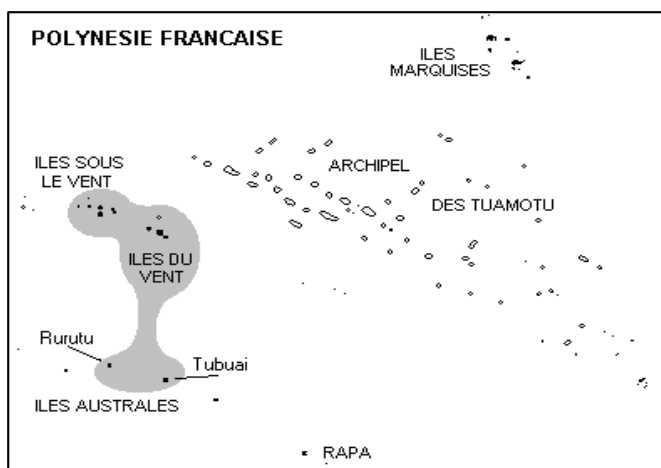 POLYNESIE FRANCAISE
ILES
MARQUISES
ILES SOUS
LE VENT
ARCHIPEL
DES TUAMOTU
ILES DU
VENT
Rurutu
Tubuai
ILES AUSTRALES
RAPA